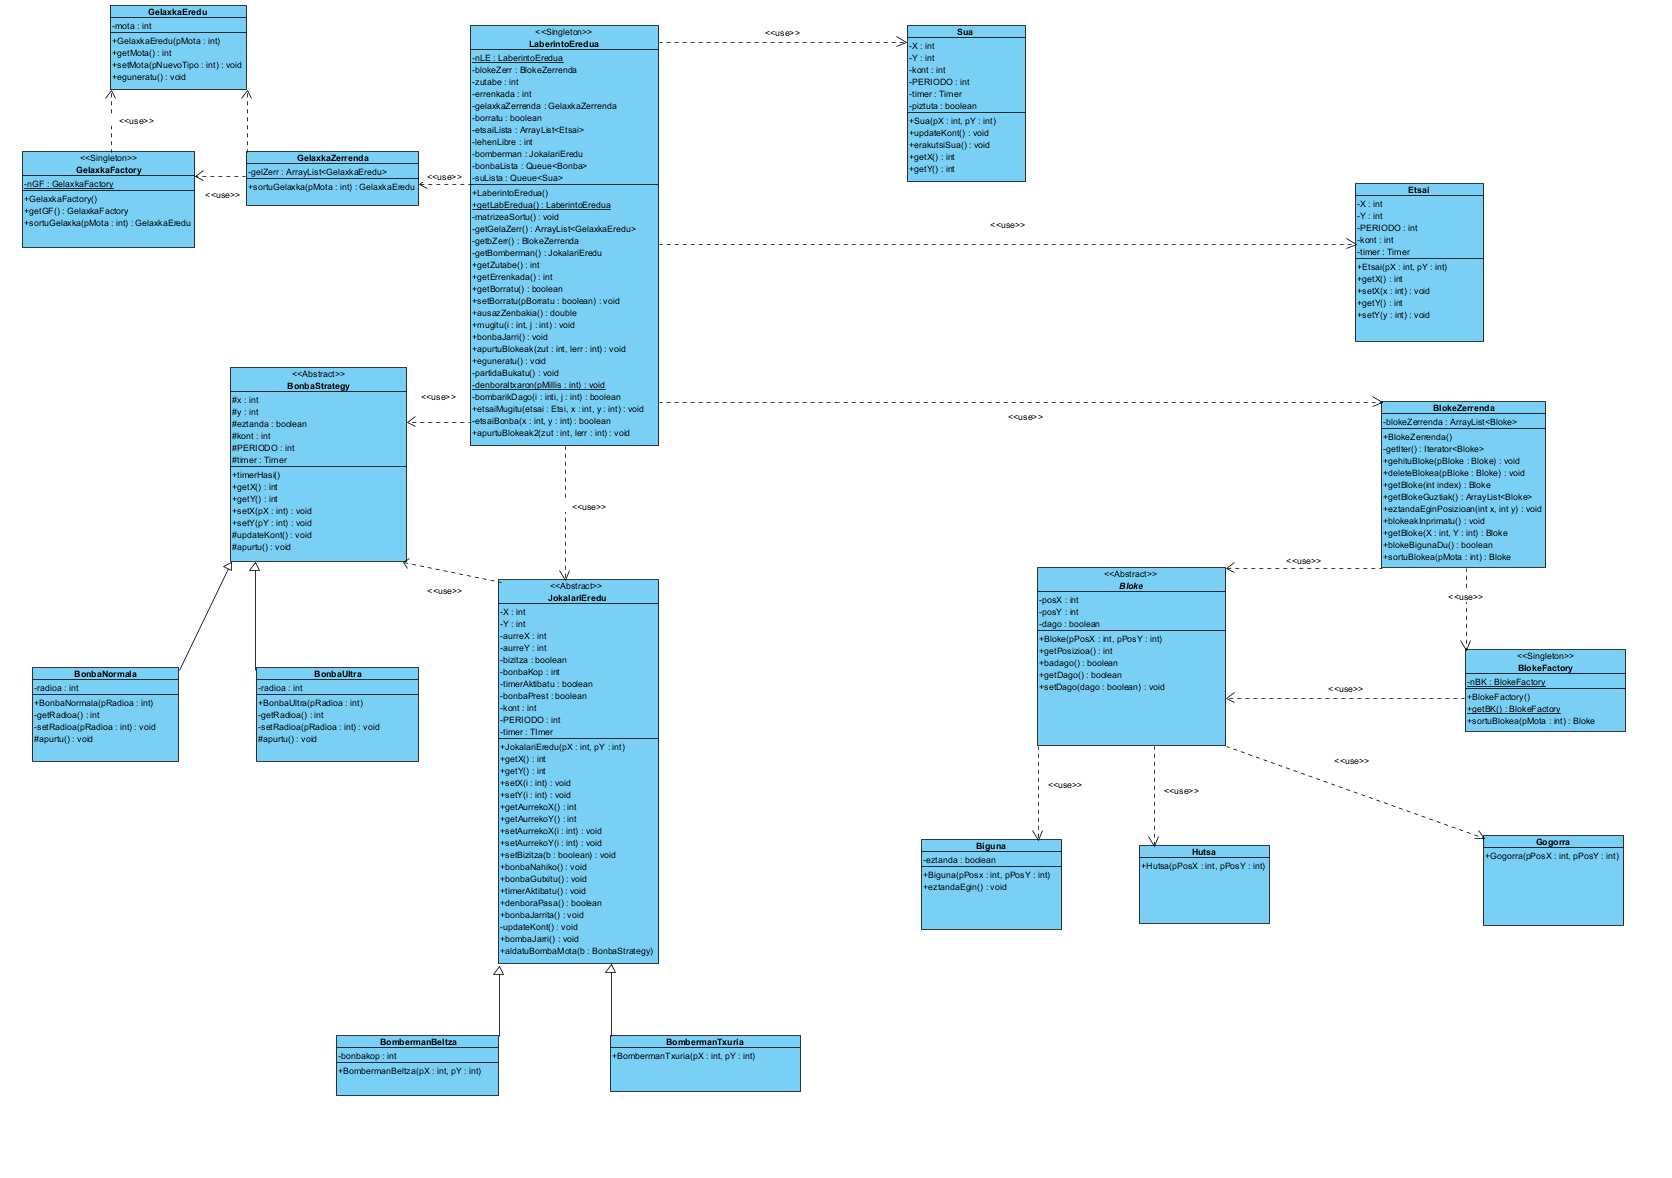 GelaxkaEredu
-mota : int
+GelaxkaEredu(pMota : int)
+getMota() : int
+setMota(pNuevoTipo : int) : void
+eguneratu() : void
<<use>>
<<Singleton>>
GelaxkaFactory
-nGF : GelaxkaFactory
+GelaxkaFactory()
+getGF() : GelaxkaFactory
+sortuGelaxka(pMota : int) : GelaxkaEredu
<<use>>
GelaxkaZerrenda
-gelZerr : ArrayList<GelaxkaEredu>
+sortuGelaxka(pMota : int) : GelaxkaEredu
<<use>>
<<Singleton>>
LaberintoEredua
-nLE : LaberintoEredua
-blokeZerr : BlokeZerrenda
-zutabe : int
-errenkada : int
-gelaxkaZerrenda : GelaxkaZerrenda
-borratu : boolean
-etsaiLista : ArrayList<Etsai>
-lehenLibre : int
-bomberman : JokalariEredu
-bonbaLista : Queue<Bonba>
-suLista : Queue<Sua>
+LaberintoEredua()
+getLabEredua() : LaberintoEredua
-matrizeaSortu() : void
-getGelaZerr() : ArrayList<GelaxkaEredu>
-getbZerr() : BlokeZerrenda
-getBomberman() : JokalariEredu
+getZutabe() : int
+getErrenkada() : int
+getBorratu() : boolean
+setBorratu(pBorratu : boolean) : void
+ausazZenbakia() : double
+mugitu(i : int, j : int) : void
+bonbaJarri() : void
+apurtuBlokeak(zut : int, lerr : int) : void
+eguneratu() : void
-partidaBukatu() : void
-denboraItxaron(pMillis : int) : void
-bombarikDago(i : inti, j : int) : boolean
+etsaiMugitu(etsai : Etsi, x : int, y : int) : void
-etsaiBonba(x : int, y : int) : boolean
+apurtuBlokeak2(zut : int, lerr : int) : void
<<use>>
Sua
-X : int
-Y : int
-kont : int
-PERIODO : int
-timer : Timer
-piztuta : boolean
+Sua(pX : int, pY : int)
+updateKont() : void
+erakutsiSua() : void
+getX() : int
+getY() : int
<<use>>
Etsai
-X : int
-Y : int
-PERIODO : int
-kont : int
-timer : Timer
+Etsai(pX : int, pY : int)
+getX() : int
+setX(x : int) : void
+getY() : int
+setY(y : int) : void
<<Abstract>>
BonbaStrategy
#x : int
#y : int
#eztanda : boolean
#kont : int
#PERIODO : int
#timer : Timer
+timerHasi()
+getX() : int
+getY() : int
+setX(pX : int) : void
+setY(pY : int) : void
#updateKont() : void
#apurtu() : void
<<use>>
<<use>>
<<use>>
<<use>>
BlokeZerrenda
-blokeZerrenda : ArrayList<Bloke>
+BlokeZerrenda()
-getIter() : Iterator<Bloke>
+gehituBloke(pBloke : Bloke) : void
+deleteBlokea(pBloke : Bloke) : void
+getBloke(int index) : Bloke
+getBlokeGuztiak() : ArrayList<Bloke>
+eztandaEginPosizioan(int x, int y) : void
+blokeakInprimatu() : void
+getBloke(X : int, Y : int) : Bloke
+blokeBigunaDu() : boolean
+sortuBlokea(pMota : int) : Bloke
<<use>>
<<use>>
<<Abstract>>
Bloke
-posX : int
-posY : int
-dago : boolean
+Bloke(pPosX : int, pPosY : int)
+getPosizioa() : int
+badago() : boolean
+getDago() : boolean
+setDago(dago : boolean) : void
<<use>>
<<Singleton>>
BlokeFactory
-nBK : BlokeFactory
+BlokeFactory()
+getBK() : BlokeFactory
+sortuBlokea(pMota : int) : Bloke
BonbaNormala
-radioa : int
+BonbaNormala(pRadioa : int)
-getRadioa() : int
-setRadioa(pRadioa : int) : void
#apurtu() : void
BonbaUltra
-radioa : int
+BonbaUltra(pRadioa : int)
-getRadioa() : int
-setRadioa(pRadioa : int) : void
#apurtu() : void
<<Abstract>>
JokalariEredu
-X : int
-Y : int
-aurreX : int
-aurreY : int
-bizitza : boolean
-bonbaKop : int
-timerAktibatu : boolean
-bonbaPrest : boolean
-kont : int
-PERIODO : int
-timer : TImer
+JokalariEredu(pX : int, pY : int)
+getX() : int
+getY() : int
+setX(i : int) : void
+setY(i : int) : void
+getAurrekoX() : int
+getAurrekoY() : int
+setAurrekoX(i : int) : void
+setAurrekoY(i : int) : void
+setBizitza(b : boolean) : void
+bonbaNahiko() : void
+bonbaGutxitu() : void
+timerAktibatu() : void
+denboraPasa() : boolean
+bonbaJarrita() : void
-updateKont() : void
+bombaJarri() : void
+aldatuBombaMota(b : BonbaStrategy)
<<use>>
<<use>>
<<use>>
Biguna
-eztanda : boolean
+Biguna(pPosx : int, pPosY : int)
+eztandaEgin() : void
Hutsa
+Hutsa(pPosX : int, pPosY : int)
Gogorra
+Gogorra(pPosX : int, pPosY : int)
BombermanBeltza
-bonbakop : int
+BombermanBeltza(pX : int, pY : int)
BombermanTxuria
+BombermanTxuria(pX : int, pY : int)